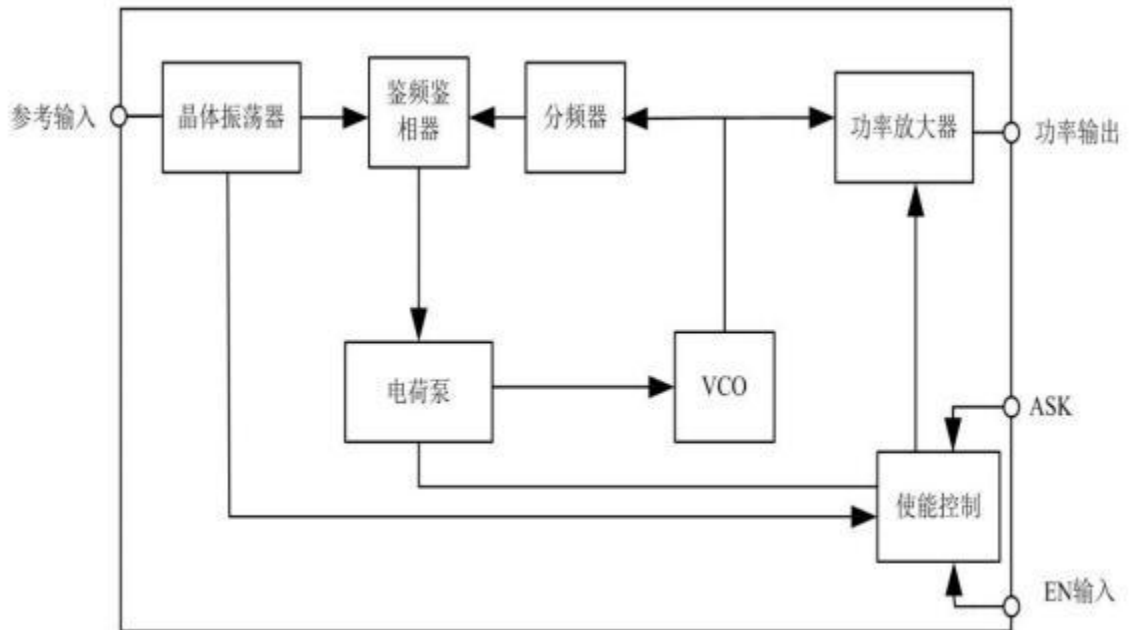 参考输入
晶体振荡器
鉴频鉴
相器
分频器
功率放大器
功率输出
电荷泵
VCO
ASK
使能控制
EN输入